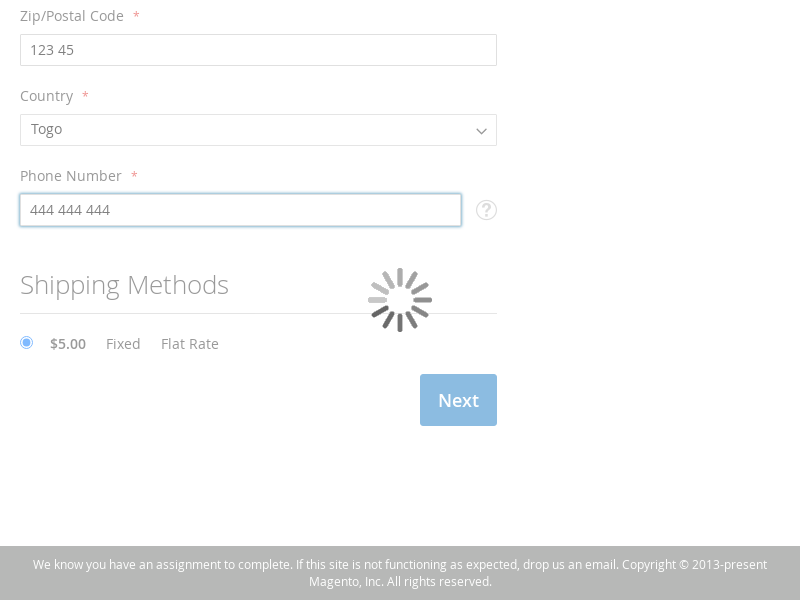 Zip/Postal Code *
123 45
Country *
Togo
Phone Number *
444 444 444
?
Shipping Methods
$5.00 Fixed Flat Rate
Next
We know you have an assignment to complete. If this site is not functioning as expected, drop us an email. Copyright © 2013-present
Magento, Inc. All rights reserved.